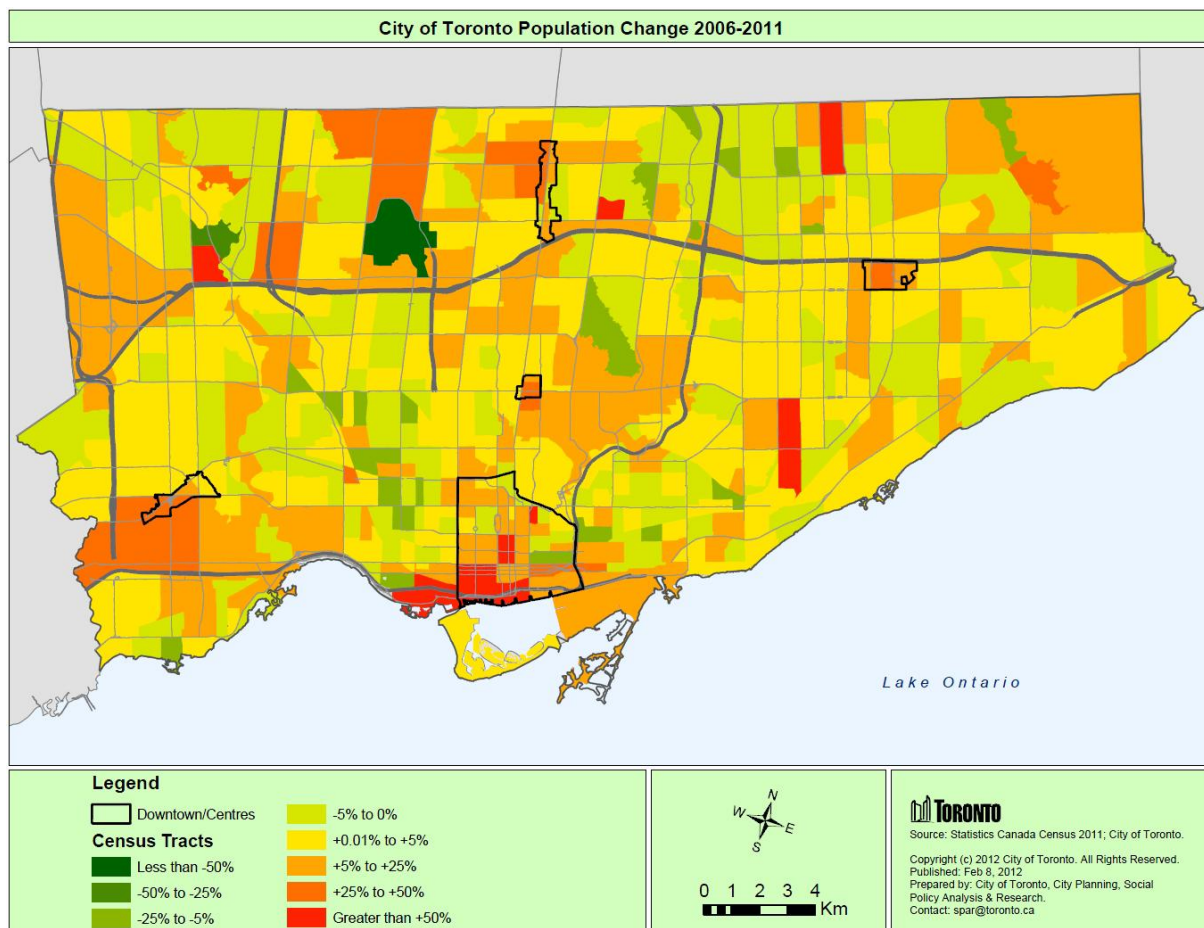 City of Toronto Population Change 2006-2011
Lake Ontario
Legend
Downtown/Centres
Census Tracts
Less than -50%
-50% to -25%
-25% to -5%
-5% to 0%
+0.01% to +5%
+5% to +25%
+25% to +50%
Greater than +50%
N
W
E
S
0 1 2 3 4
Km
TORONTO
Source: Statistics Canada Census 2011; City of Toronto.
Copyright (c) 2012 City of Toronto. All Rights Reserved.
Published: Feb 8, 2012
Prepared by: City of Toronto, City Planning, Social
Policy Analysis & Research.
Contact: spar@toronto.ca